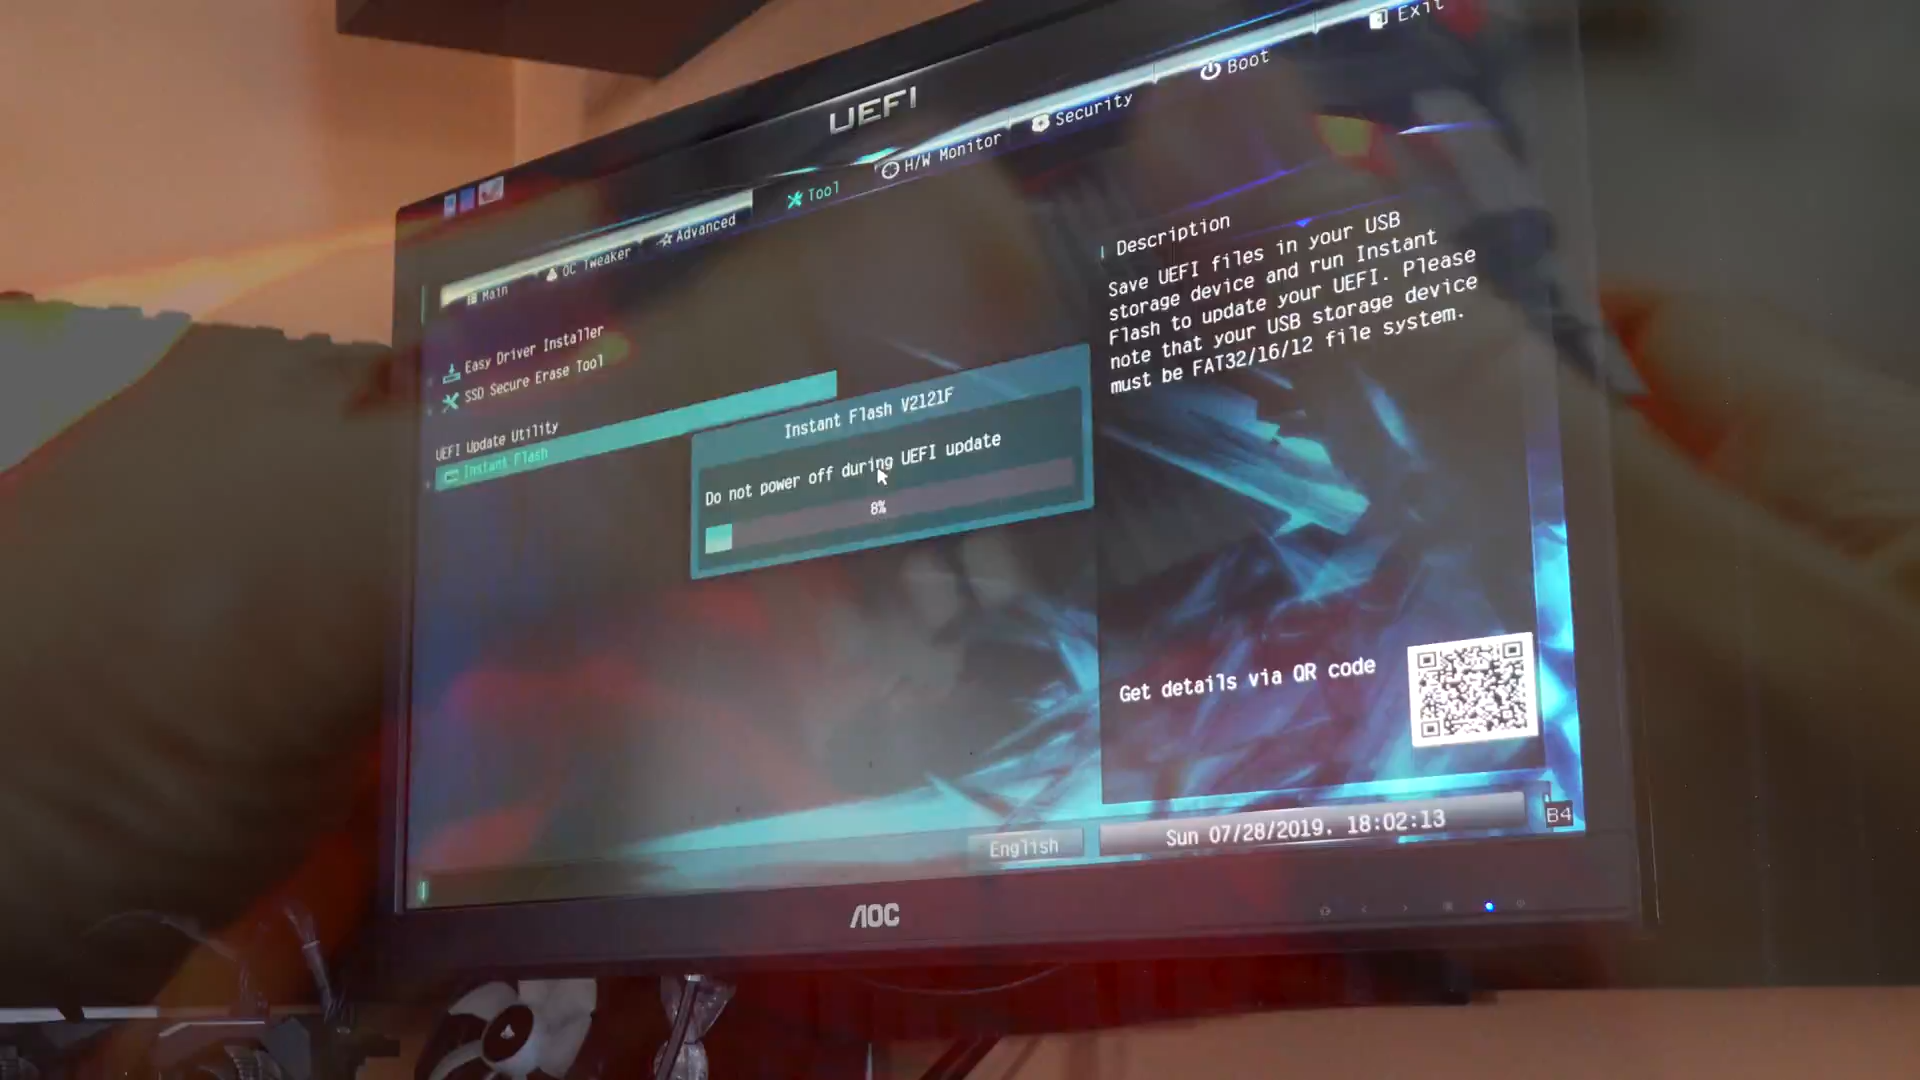 UEFI
Main
OC Tweaker
Advanced
Tool
H/W Monitor
Security
Boot
Exit
Easy Driver Installer
SSD Secure Erase Tool
UEFI Update Utility
Instant Flash
Instant Flash V2121F
Do not power off during UEFI update
8%
Description
Save UEFI files in your USB
storage device and run Instant
Flash to update your UEFI. Please
note that your USB storage device
must be FAT32/16/12 file system.
Get details via QR code
English
Sun 07/28/2019. 18:02:13
B4
AOC